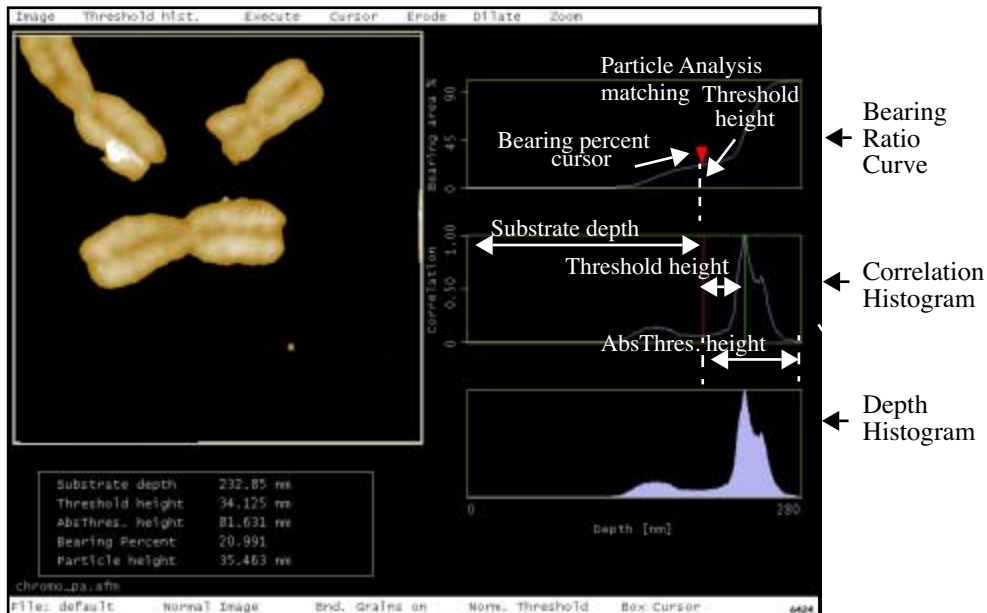 Image Threshold hist. Execute Cursor Erode Dilate Zoom
Particle Analysis
matching
Threshold
height
Bearing percent
cursor
Bearing area %
90
45
0
Bearing
Ratio
Curve
Substrate depth
Threshold height
AbsThres. height
Correlation
1.00
0.50
0
Correlation
Histogram
Depth
Histogram
0
280
Depth [nm]
Substrate depth 232.85 nm
Threshold height 34.125 nm
AbsThres. height 81.631 nm
Bearing Percent 20.991
Particle height 35.463 nm
chromo_pa.afm
File: default Normal Image Bnd. Grains on Norm. Threshold Box Cursor 6424